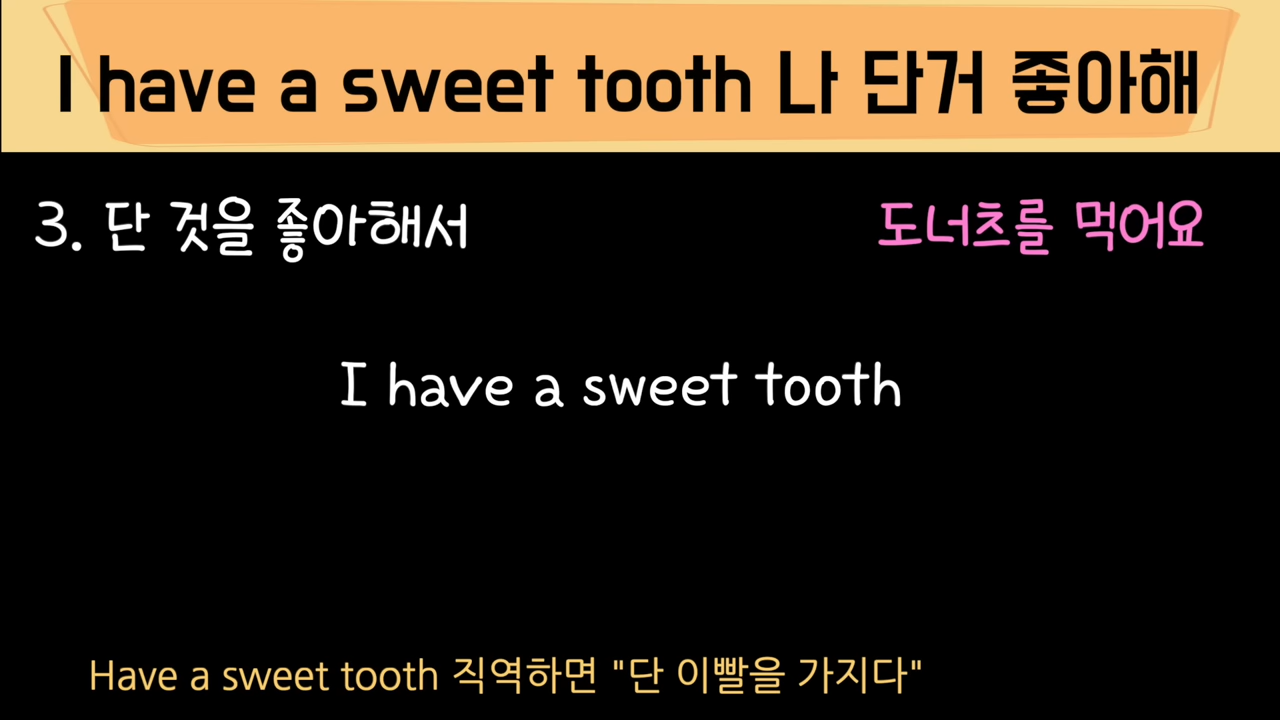 I have a sweet tooth 나 단거 좋아해
3. 단 것을 좋아해서 도너츠를 먹어요
I have a sweet tooth
Have a sweet tooth 직역하면 "단 이빨을 가지다"